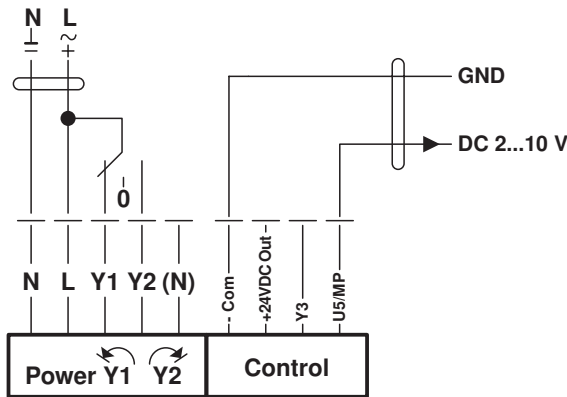 N L
⊥ ~
= +
GND
DC 2...10 V
0
N L Y1 Y2 (N)
- Com
+24VDC Out
Y3
U5/MP
Power Y1 Y2
Control